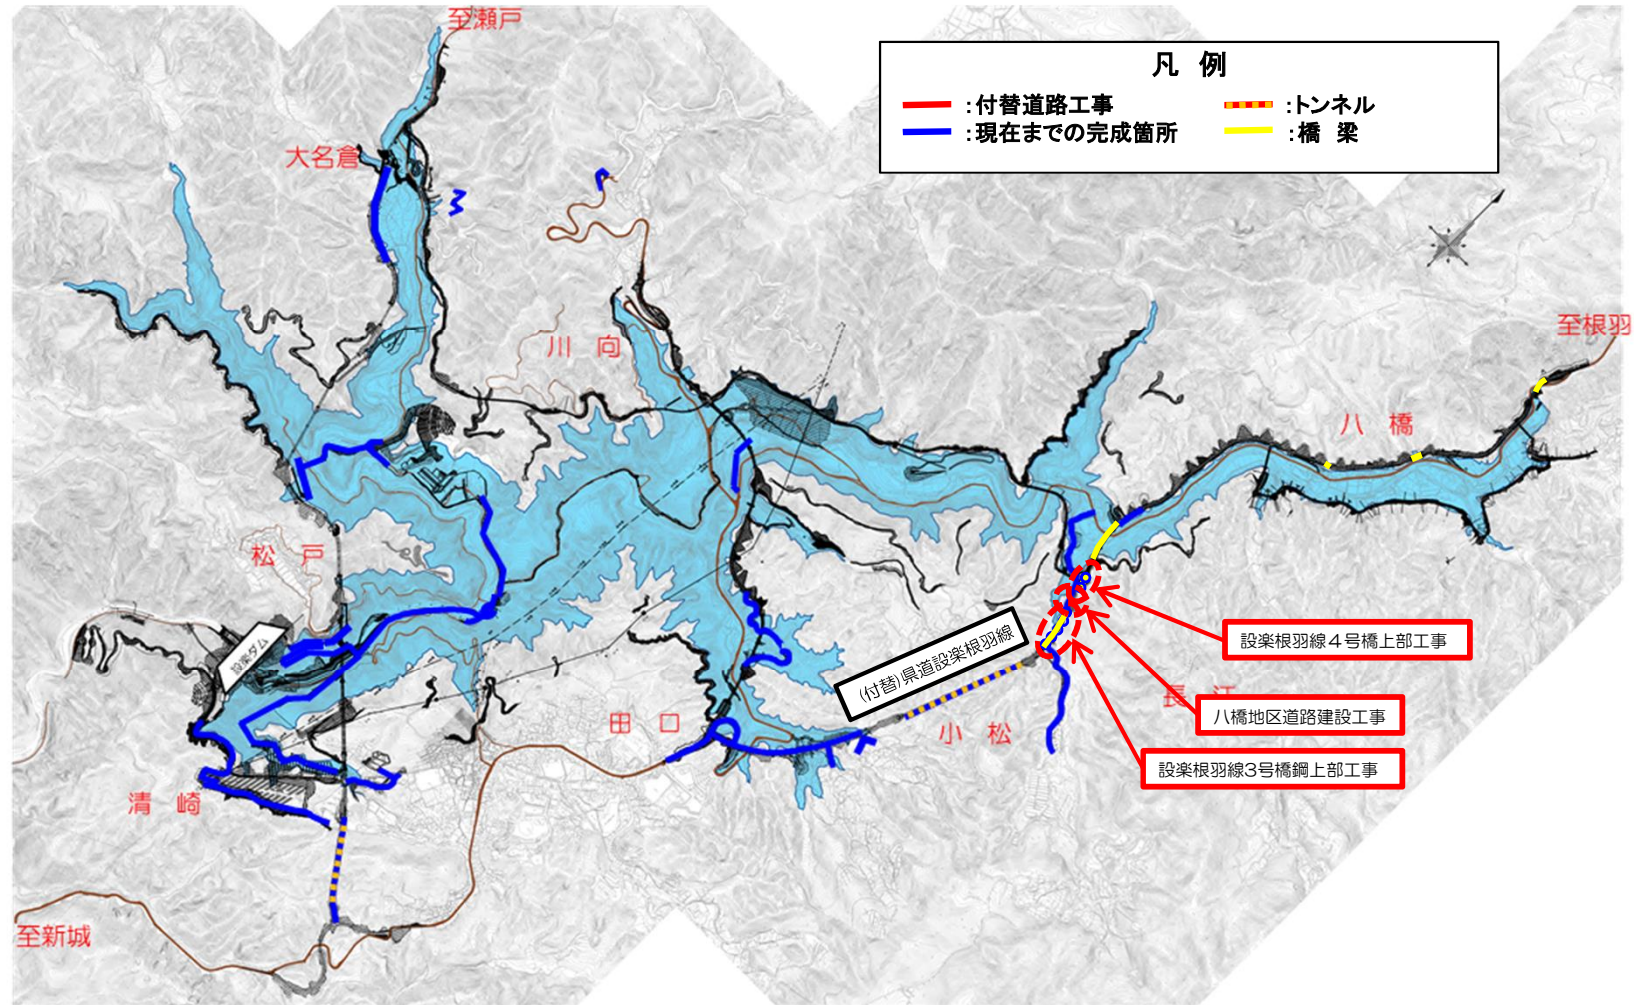 至瀬戸
凡 例
:付替道路工事
:トンネル
:現在までの完成箇所
:橋 梁
大名倉
至根羽
川 向
八 橋
松 戸
設楽ダム
(付替)県道設楽根羽線
設楽根羽線4号橋上部工事
長 江
八橋地区道路建設工事
田 口
小 松
設楽根羽線3号橋鋼上部工事
清 崎
至新城